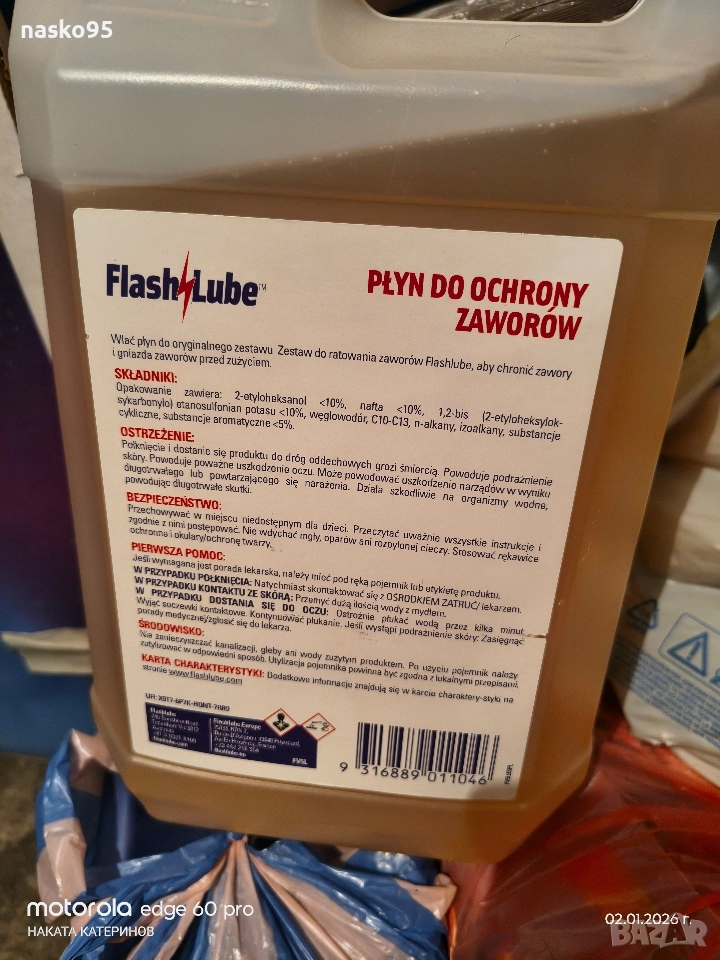 nasko95
Flash Lube™
PŁYN DO OCHRONY
ZAWORÓW
Wlać płyn do oryginalnego zestawu Zestaw do ratowania zaworów Flashlube, aby chronić zawory
i gniazda zaworów przed zużyciem.
SKŁADNIKI:
Opakowanie zawiera: 2-etyloheksanol <10%, nafta <10%, 1,2-bis (2-etyloheksylok-
sykarbonylo) etanosulfonian potasu <10%, węglowodór, C10-C13, n-alkany, izoalkany, substancje
cykliczne, substancje aromatyczne <5%.
OSTRZEŻENIE:
Połknięcie i dostanie się produktu do dróg oddechowych grozi śmiercią. Powoduje podrażnienie
skóry. Powoduje poważne uszkodzenie oczu. Może powodować uszkodzenie narządów w wyniku
długotrwałego lub powtarzającego się narażenia. Działa szkodliwie na organizmy wodne,
powodując długotrwałe skutki.
BEZPIECZEŃSTWO:
Przechowywać w miejscu niedostępnym dla dzieci. Przeczytać uważnie wszystkie instrukcje i
zgodnie z nimi postępować. Nie wdychać mgły, oparów ani rozpylonej cieczy. Stosować rękawice
ochronne i okulary/ochronę twarzy.
PIERWSZA POMOC:
Jeśli wymagana jest porada lekarska, należy mieć pod ręką pojemnik lub etykietę produktu.
W PRZYPADKU POŁKNIĘCIA: Natychmiast skontaktować się z OŚRODKIEM ZATRUĆ/ lekarzem.
W PRZYPADKU KONTAKTU ZE SKÓRĄ: Przemyć dużą ilością wody z mydłem.
W PRZYPADKU DOSTANIA SIĘ DO OCZU: Ostrożnie płukać wodą przez kilka minut.
Wyjąć soczewki kontaktowe. Kontynuować płukanie. Jeśli wystąpi podrażnienie skóry: Zasięgnąć
porady medycznej/zgłosić się do lekarza.
ŚRODOWISKO:
Nie zanieczyszczać kanalizacji, gleby ani wody zużytym produktem. Po użyciu pojemnik należy
zutylizować w odpowiedni sposób. Utylizacja pojemnika powinna być zgodna z lokalnymi przepisami.
KARTA CHARAKTERYSTYKI: Dodatkowe informacje znajdują się w karcie charakterystyki na
stronie www.flashlube.com
Flashlube
Flashlube Europe
flashlube.com
FV5L
9 316889 011046
motorola edge 60 pro
НАКАТА КАТЕРИНОВ
02.01.2026 г.
BAZAR